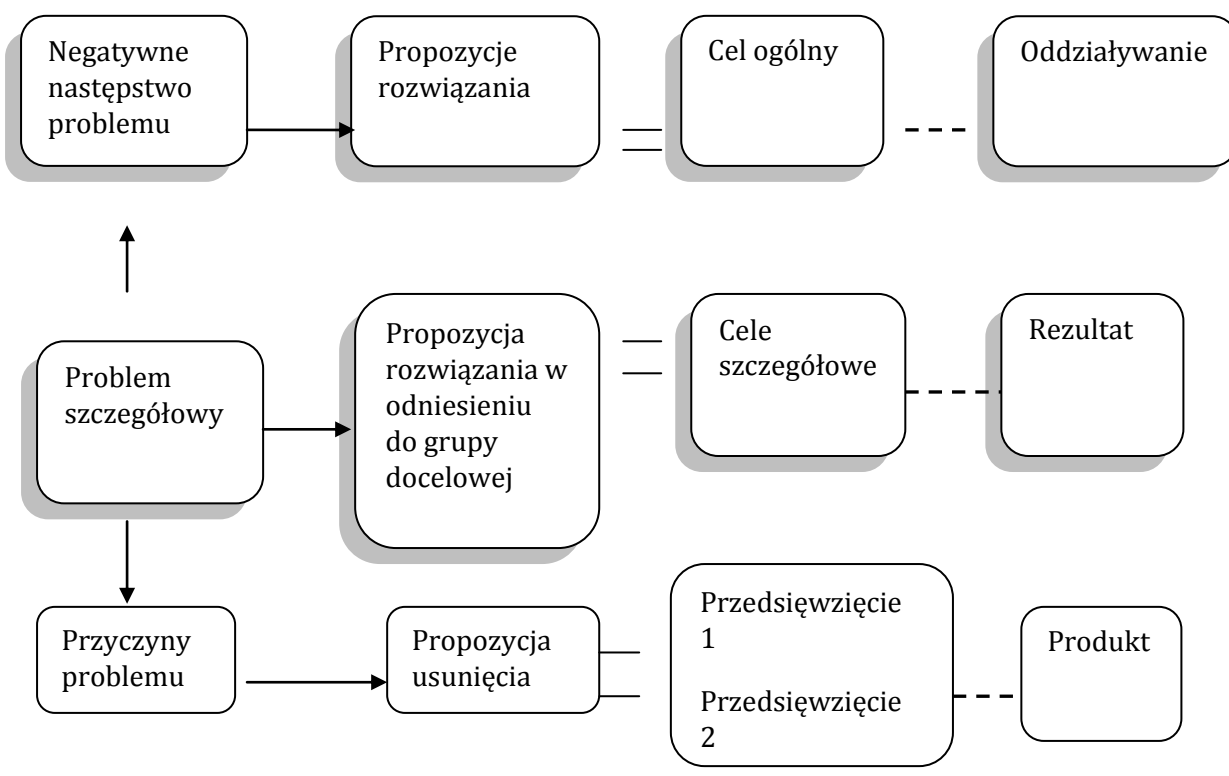 Negatywne
następstwo
problemu
Propozycje
rozwiązania
Cel ogólny
Oddziaływanie
Problem
szczegółowy
Propozycja
rozwiązania w
odniesieniu
do grupy
docelowej
Cele
szczegółowe
Rezultat
Przyczyny
problemu
Propozycja
usunięcia
Przedsięwzięcie
1
Przedsięwzięcie
2
Produkt